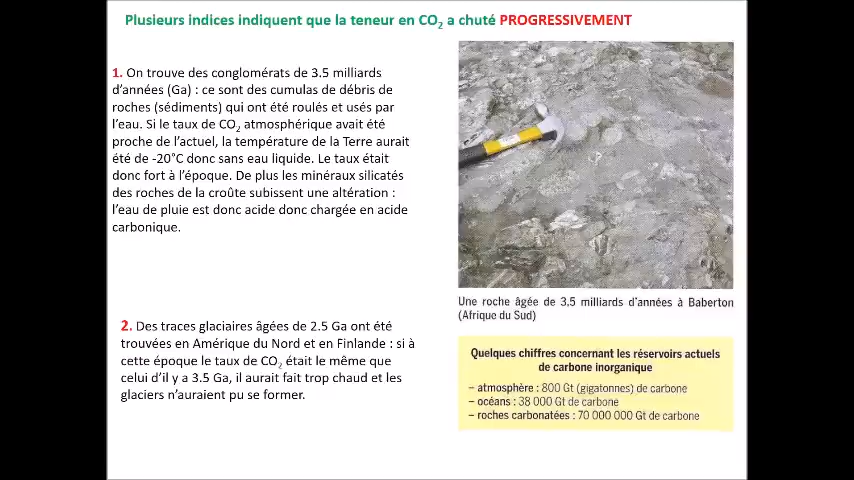 Plusieurs indices indiquent que la teneur en CO₂ a chuté PROGRESSIVEMENT
1. On trouve des conglomérats de 3.5 milliards
d'années (Ga) : ce sont des cumulas de débris de
roches (sédiments) qui ont été roulés et usés par
l'eau. Si le taux de CO₂ atmosphérique avait été
proche de l'actuel, la température de la Terre aurait
été de -20°C donc sans eau liquide. Le taux était
donc fort à l'époque. De plus les minéraux silicatés
des roches de la croûte subissent une altération :
l'eau de pluie est donc acide donc chargée en acide
carbonique.
Une roche âgée de 3,5 milliards d'années à Baberton
(Afrique du Sud)
2. Des traces glaciaires âgées de 2.5 Ga ont été
trouvées en Amérique du Nord et en Finlande : si à
cette époque le taux de CO₂ était le même que
celui d'il y a 3.5 Ga, il aurait fait trop chaud et les
glaciers n'auraient pu se former.
Quelques chiffres concernant les réservoirs actuels
de carbone inorganique
– atmosphère : 800 Gt (gigatonnes) de carbone
– océans : 38 000 Gt de carbone
– roches carbonatées : 70 000 000 Gt de carbone